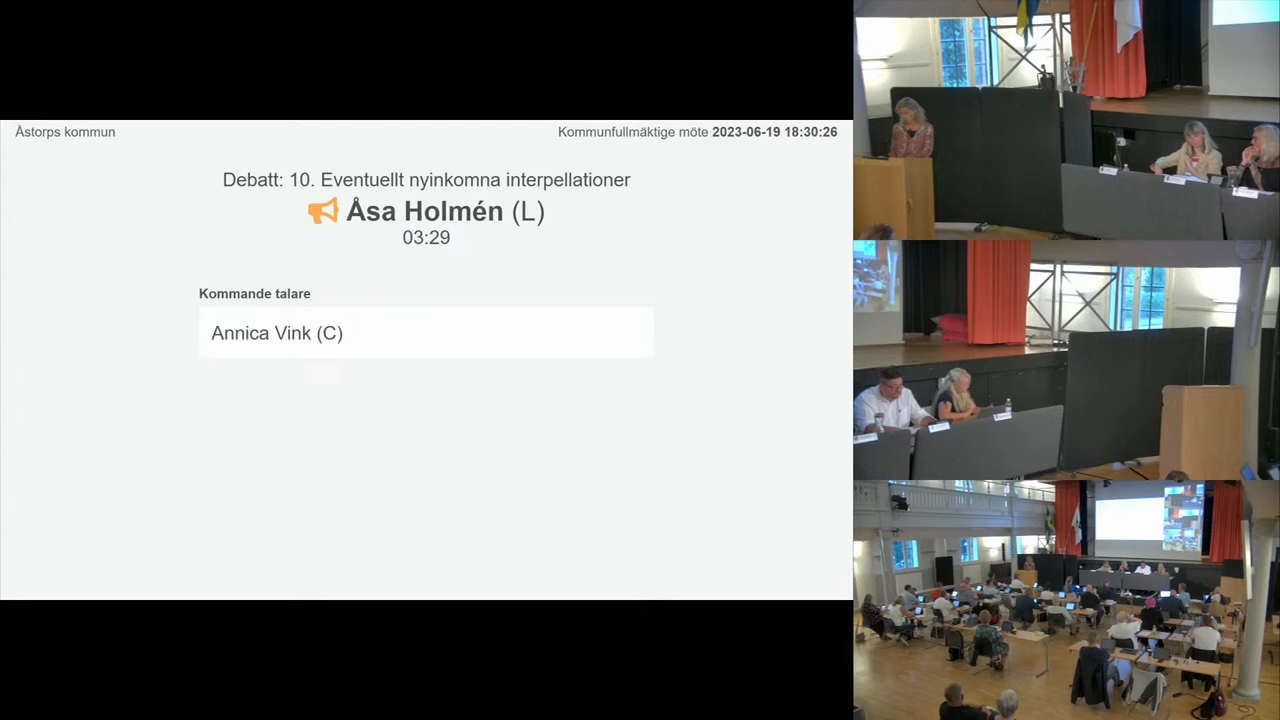 Åstorps kommun
Kommunfullmäktige möte 2023-06-19 18:30:26
Debatt: 10. Eventuellt nyinkomna interpellationer
Åsa Holmén (L)
03:29
Kommande talare
Annica Vink (C)